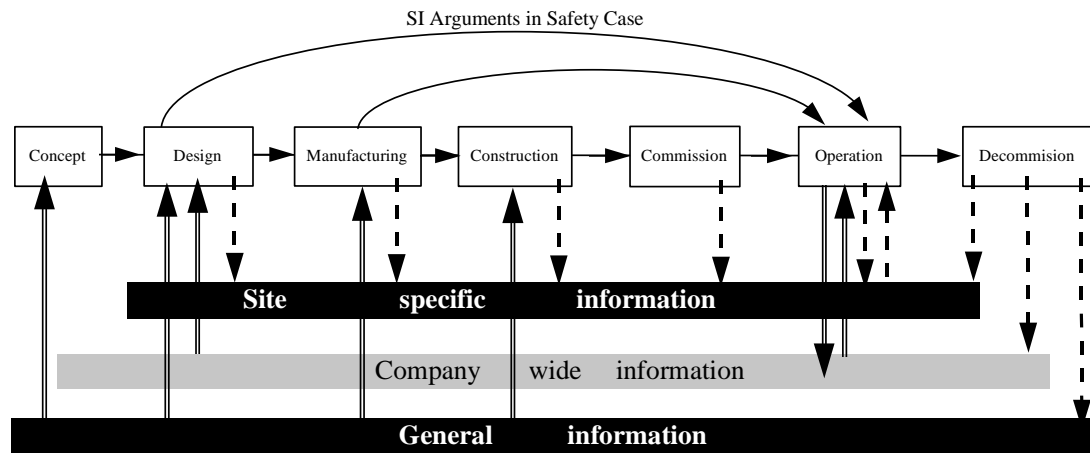 SI Arguments in Safety Case
Concept
Design
Manufacturing
Construction
Commission
Operation
Decommision
Site specific information
Company wide information
General information